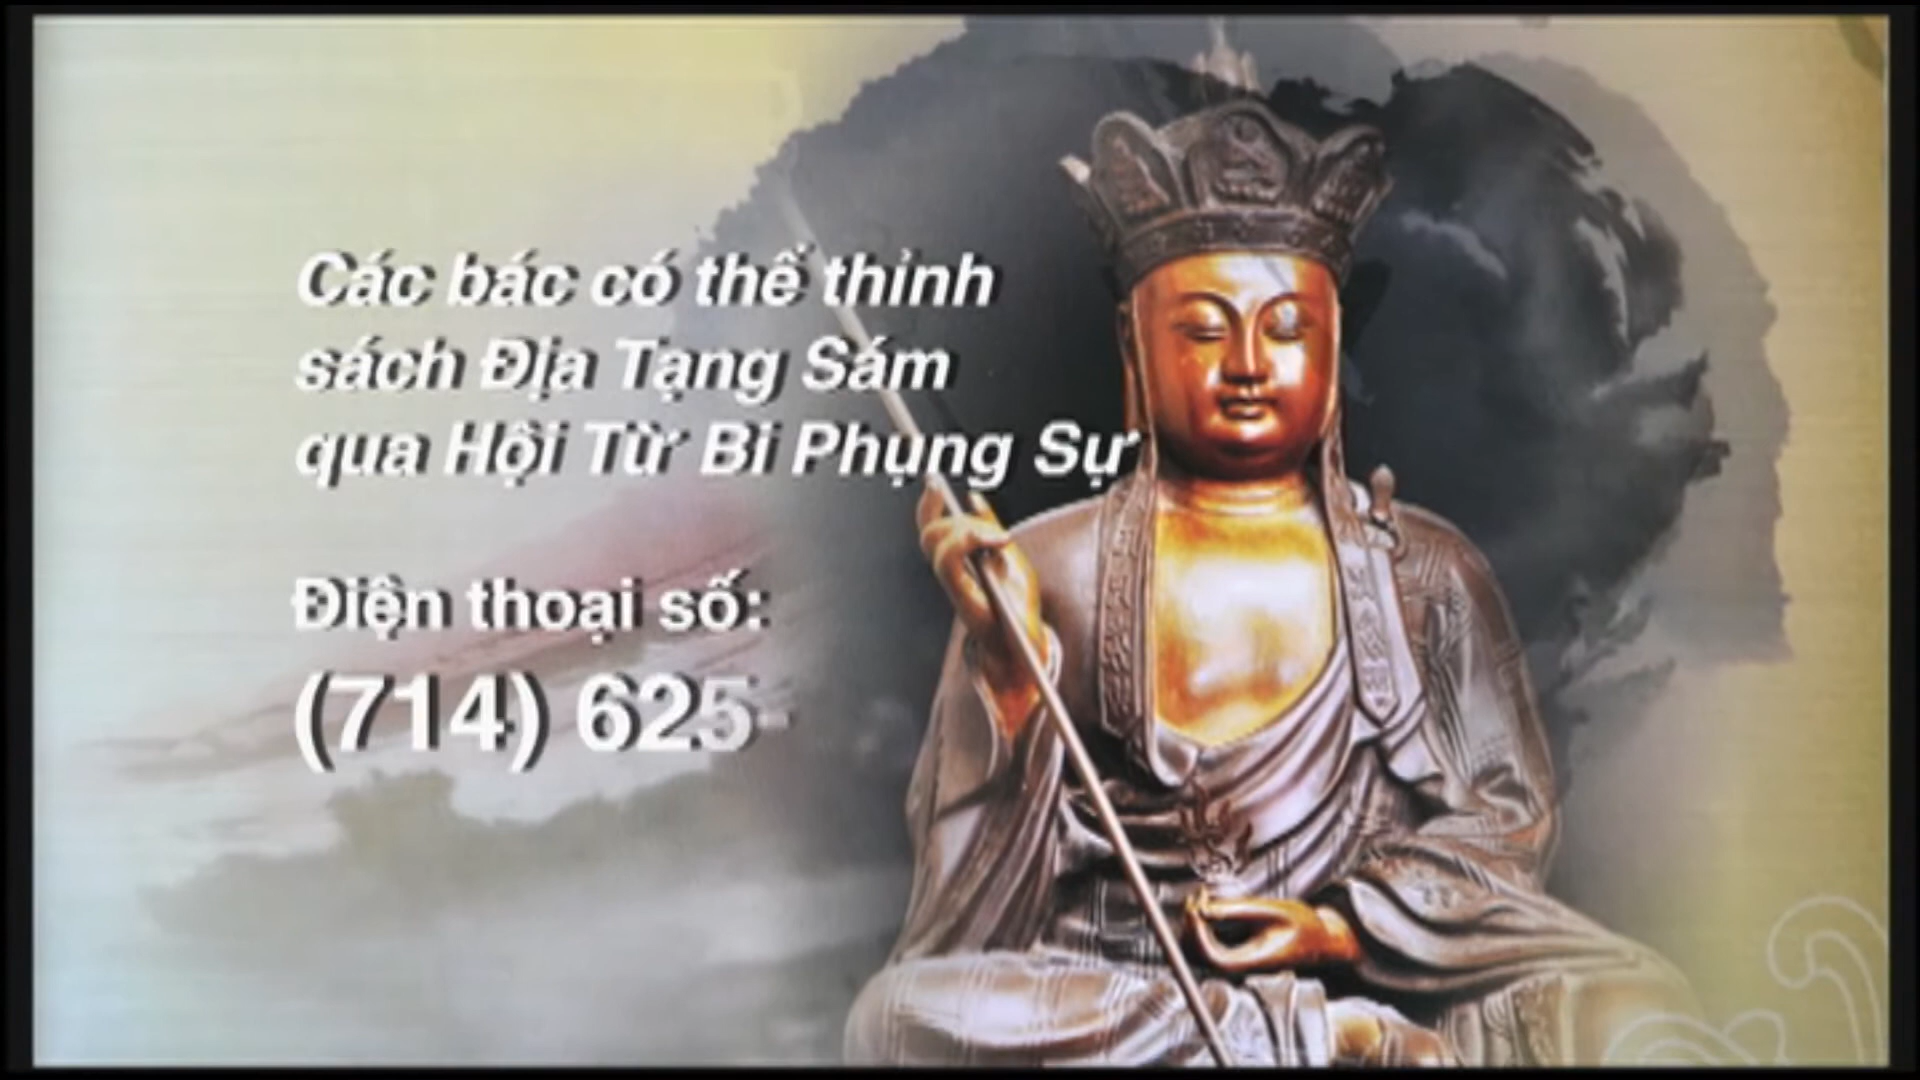 Các bác có thể thỉnh
sách Địa Tạng Sám
qua Hội Từ Bi Phụng Sự
Điện thoại số:
(714) 625-